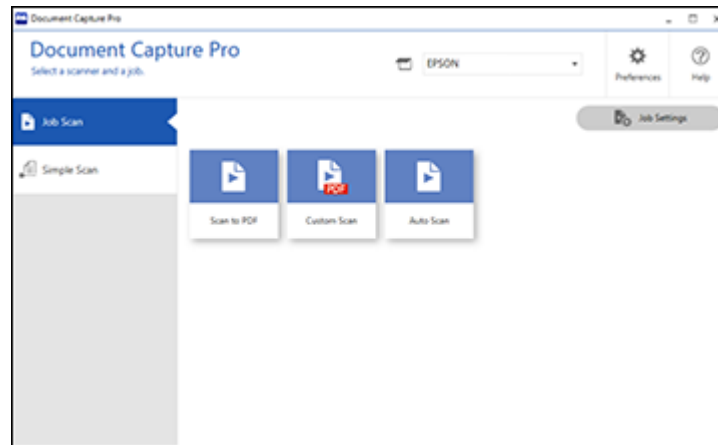 Document Capture Pro
Document Capture Pro
Select a scanner and a job.
EPSON
Preferences
Help
Job Scan
Job Settings
Simple Scan
PDF
Scan to PDF
Custom Scan
Auto Scan